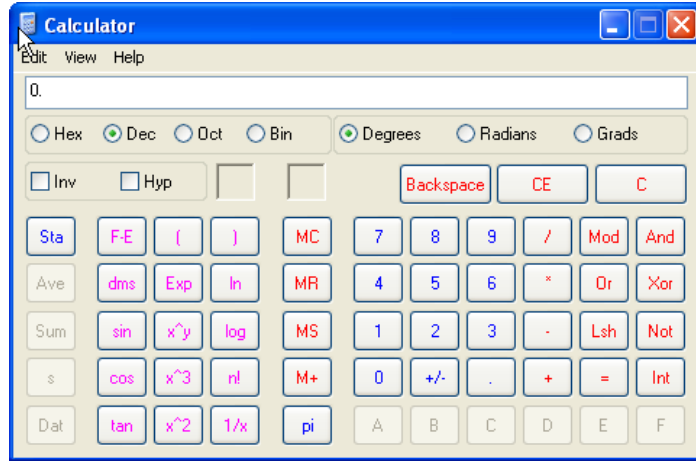 Calculator
Edit View Help
0.
Hex Dec Oct Bin Degrees Radians Grads
Inv Hyp Backspace CE C
Sta F-E ( ) MC 7 8 9 / Mod And
Ave dms Exp ln MR 4 5 6 * Or Xor
Sum sin x^y log MS 1 2 3 - Lsh Not
s cos x^3 n! M+ 0 +/- . + = Int
Dat tan x^2 1/x pi A B C D E F